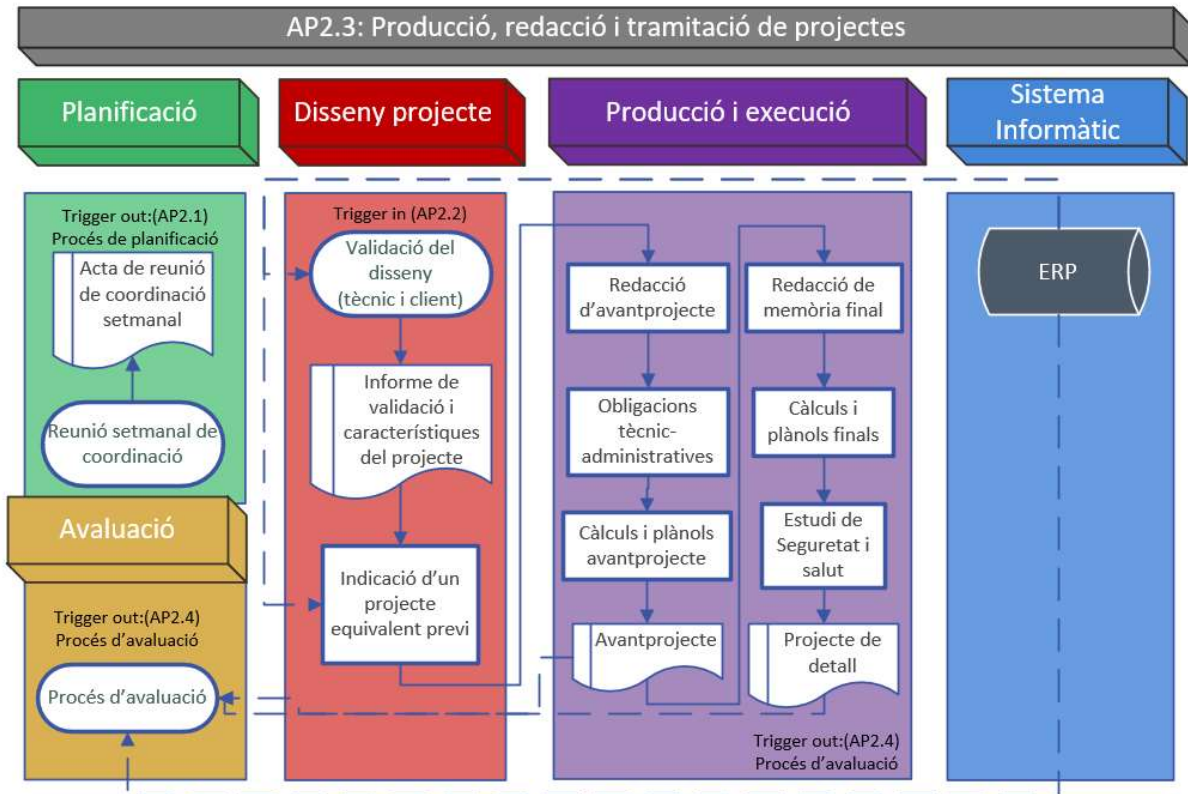 AP2.3: Producció, redacció i tramitació de projectes
Planificació
Disseny projecte
Producció i execució
Sistema
Informàtic
Trigger out:(AP2.1)
Procés de planificació
Acta de reunió
de coordinació
setmanal
Reunió setmanal de
coordinació
Avaluació
Trigger out:(AP2.4)
Procés d’avaluació
Procés d’avaluació
Trigger in (AP2.2)
Validació del
disseny
(tècnic i client)
Informe de
validació i
característiques
del projecte
Indicació d’un
projecte
equivalent previ
Redacció
d’avantprojecte
Obligacions
tècnic-
administratives
Càlculs i plànols
avantprojecte
Avantprojecte
Redacció de
memòria final
Càlculs i
plànols finals
Estudi de
Seguretat i
salut
Projecte de
detall
Trigger out:(AP2.4)
Procés d’avaluació
ERP